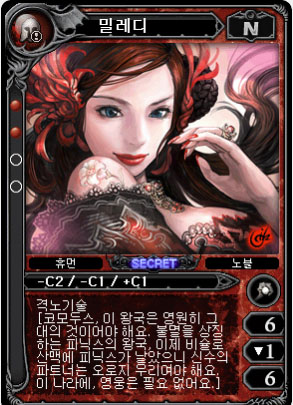 밀레디
N
휴먼 SECRET 노블
-C2 / -C1 / +C1
격노기술
[코모두스, 이 왕국은 영원히 그
대의 것이어야 해요. 불멸을 상징
하는 피닉스의 왕국. 이제 비율로
산맥에 피닉스가 날았으니 신수의
파트너는 오로지 우리여야 해요.
이 나라에, 영웅은 필요 없어요.]
6
▼1
6